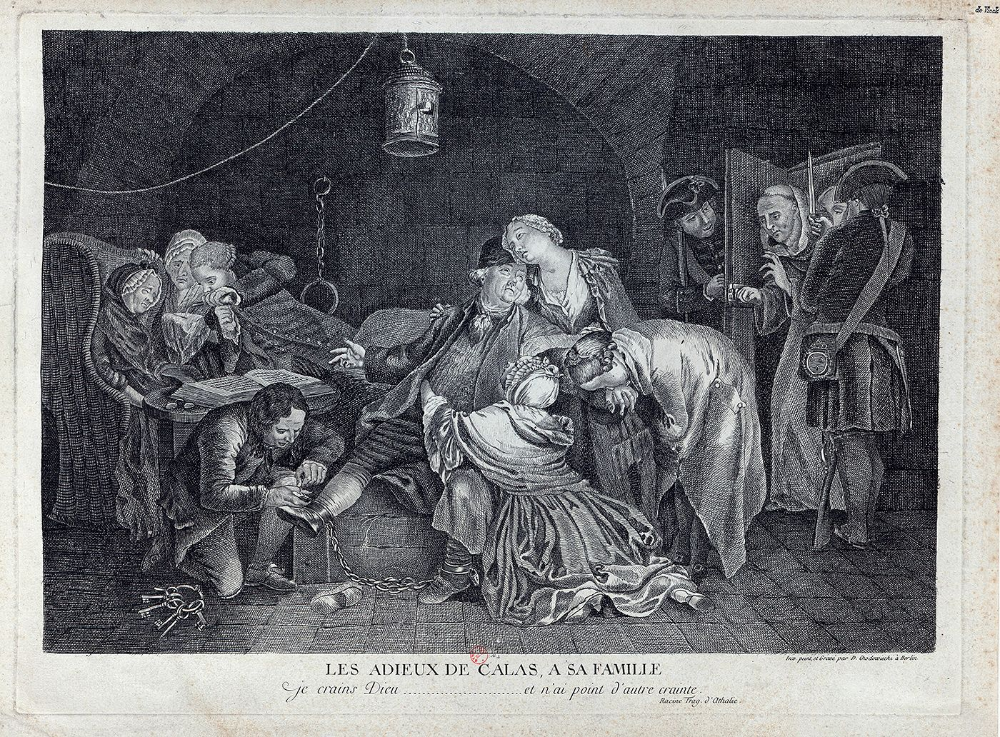 de Vinck
Inv. peint, et Gravé par D. Chodowiecki à Berlin.
LES ADIEUX DE CALAS, A SA FAMILLE
je crains Dieu .......................... et n'ai point d'autre crainte.
Racine Trag. d'Athalie.